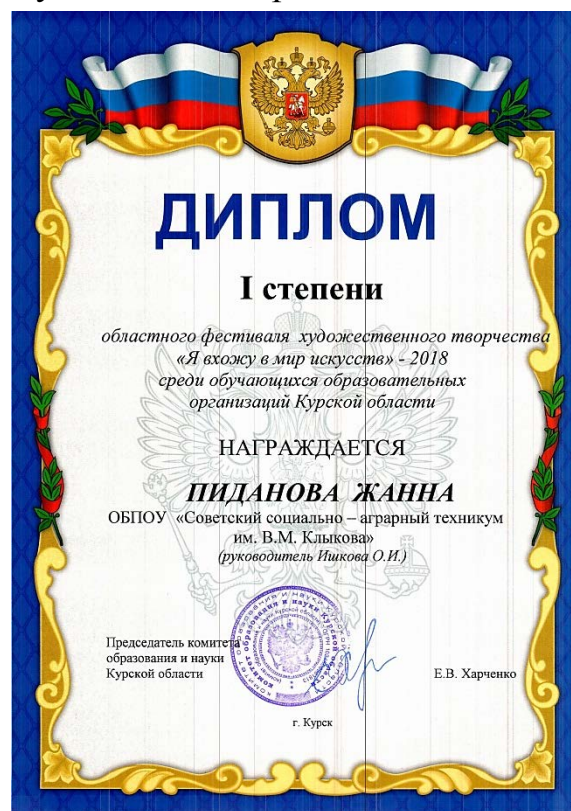 ДИПЛОМ
I степени
областного фестиваля художественного творчества
«Я вхожу в мир искусств» - 2018
среди обучающихся образовательных
организаций Курской области
НАГРАЖДАЕТСЯ
ПИДАНОВА ЖАННА
ОБПОУ «Советский социально – аграрный техникум
им. В.М. Клыкова»
(руководитель Ишкова О.И.)
Председатель комитета
образования и науки
Курской области
Е.В. Харченко
г. Курск